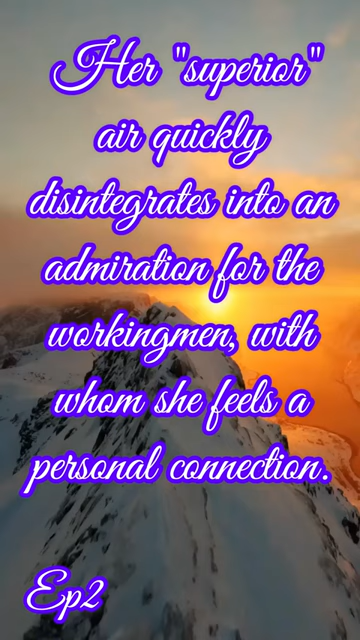 Her "superior"
air quickly
disintegrates into an
admiration for the
workingmen, with
whom she feels a
personal connection.
Ep2